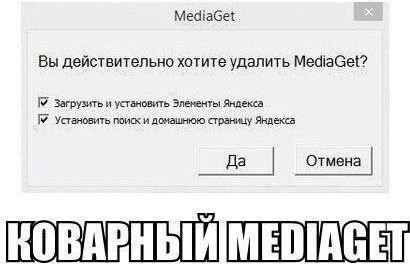 MediaGet
Вы действительно хотите удалить MediaGet?
Загрузить и установить Элементы Яндекса
Установить поиск и домашнюю страницу Яндекса
Да Отмена
КОВАРНЫЙ MEDIAGET